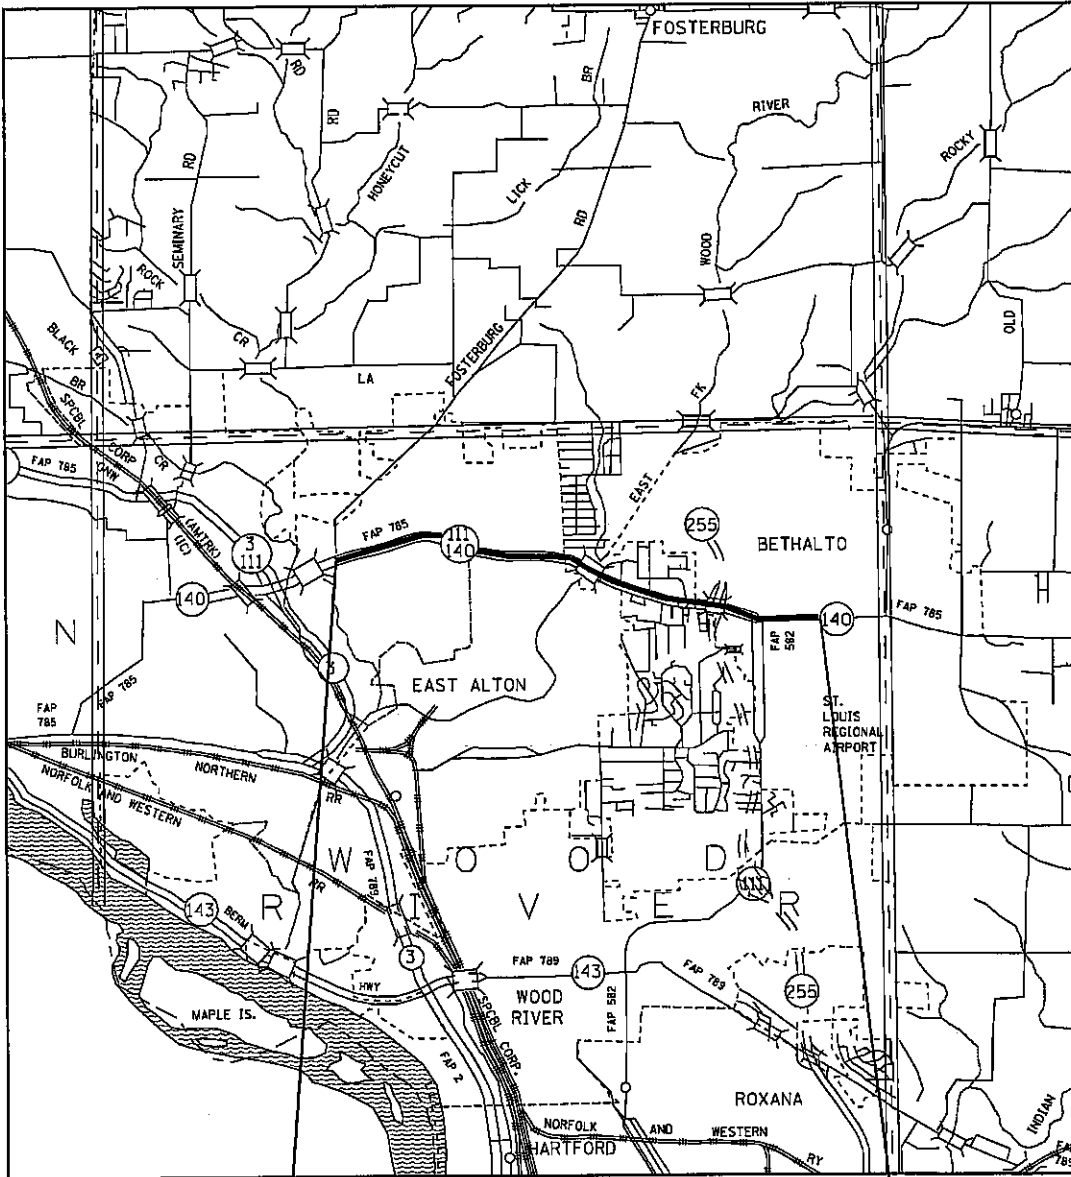 FOSTERBURG
RD
RD
BR
RIVER
HONEYCUT
LICK
ROCKY
RD
RD
SEMINARY
WOOD
ROCK
CR
OLD
BLACK
FOSTERBURG
LA
BR
SPCBL
CORP
GNW
CR
FK
FAP 785
EAST
(AMTRK)
(IC)
FAP 785
3
111
111
140
255
BETHALTO
140
140
FAP 785
FAP 582
N
H
3
EAST ALTON
FAP 785
FAP 785
ST.
LOUIS
REGIONAL
AIRPORT
BURLINGTON
NORTHERN
RR
NORFOLK AND WESTERN
RR
FAP 789
W O O D
R I V E R
111
143
BERM
HWY
3
FAP 789
143
FAP 789
WOOD
RIVER
FAP 582
255
MAPLE IS.
SPCBL CORP.
FAP 2
ROXANA
INDIAN
NORFOLK
AND
WESTERN
RY
HARTFORD